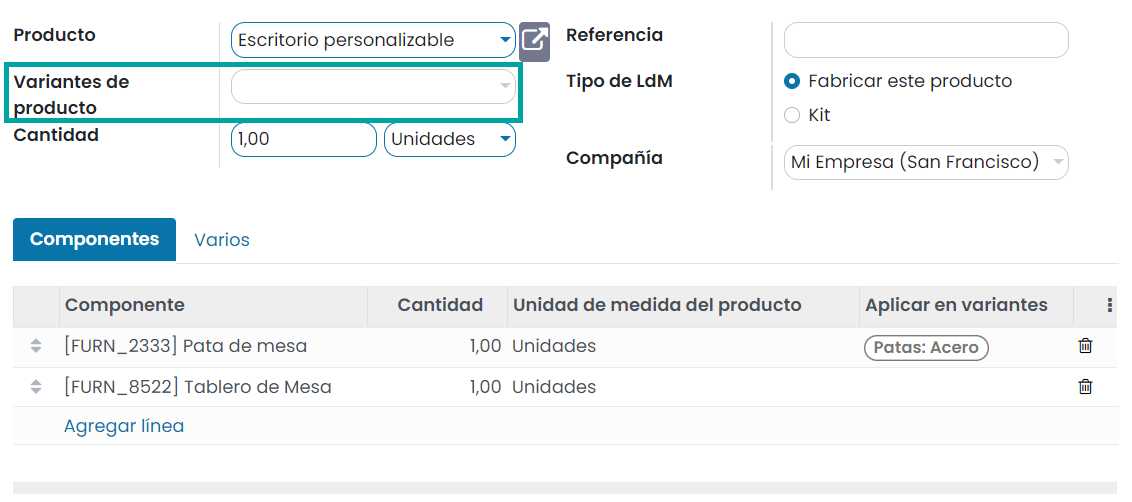 Producto
Escritorio personalizable
Variantes de
producto
Cantidad
1,00
Unidades
Referencia
Tipo de LdM
Fabricar este producto
Kit
Compañía
Mi Empresa (San Francisco)
Componentes
Varios
Componente Cantidad Unidad de medida del producto Aplicar en variantes
[FURN_2333] Pata de mesa 1,00 Unidades Patas: Acero
[FURN_8522] Tablero de Mesa 1,00 Unidades
Agregar línea